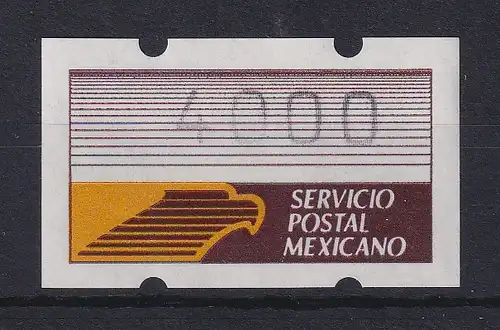 4000
SERVICIO
POSTAL
MEXICANO